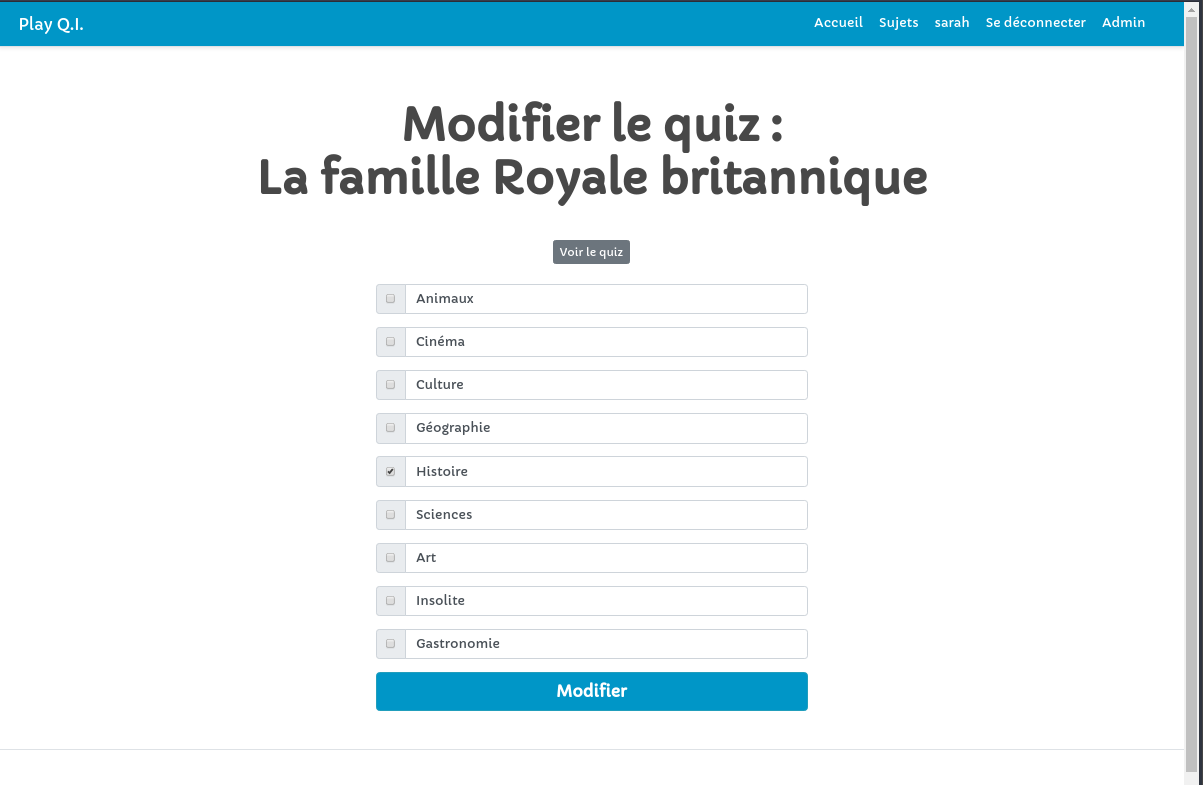 Play Q.I.
Accueil Sujets sarah Se déconnecter Admin
Modifier le quiz :
La famille Royale britannique
Voir le quiz
Animaux
Cinéma
Culture
Géographie
Histoire
Sciences
Art
Insolite
Gastronomie
Modifier